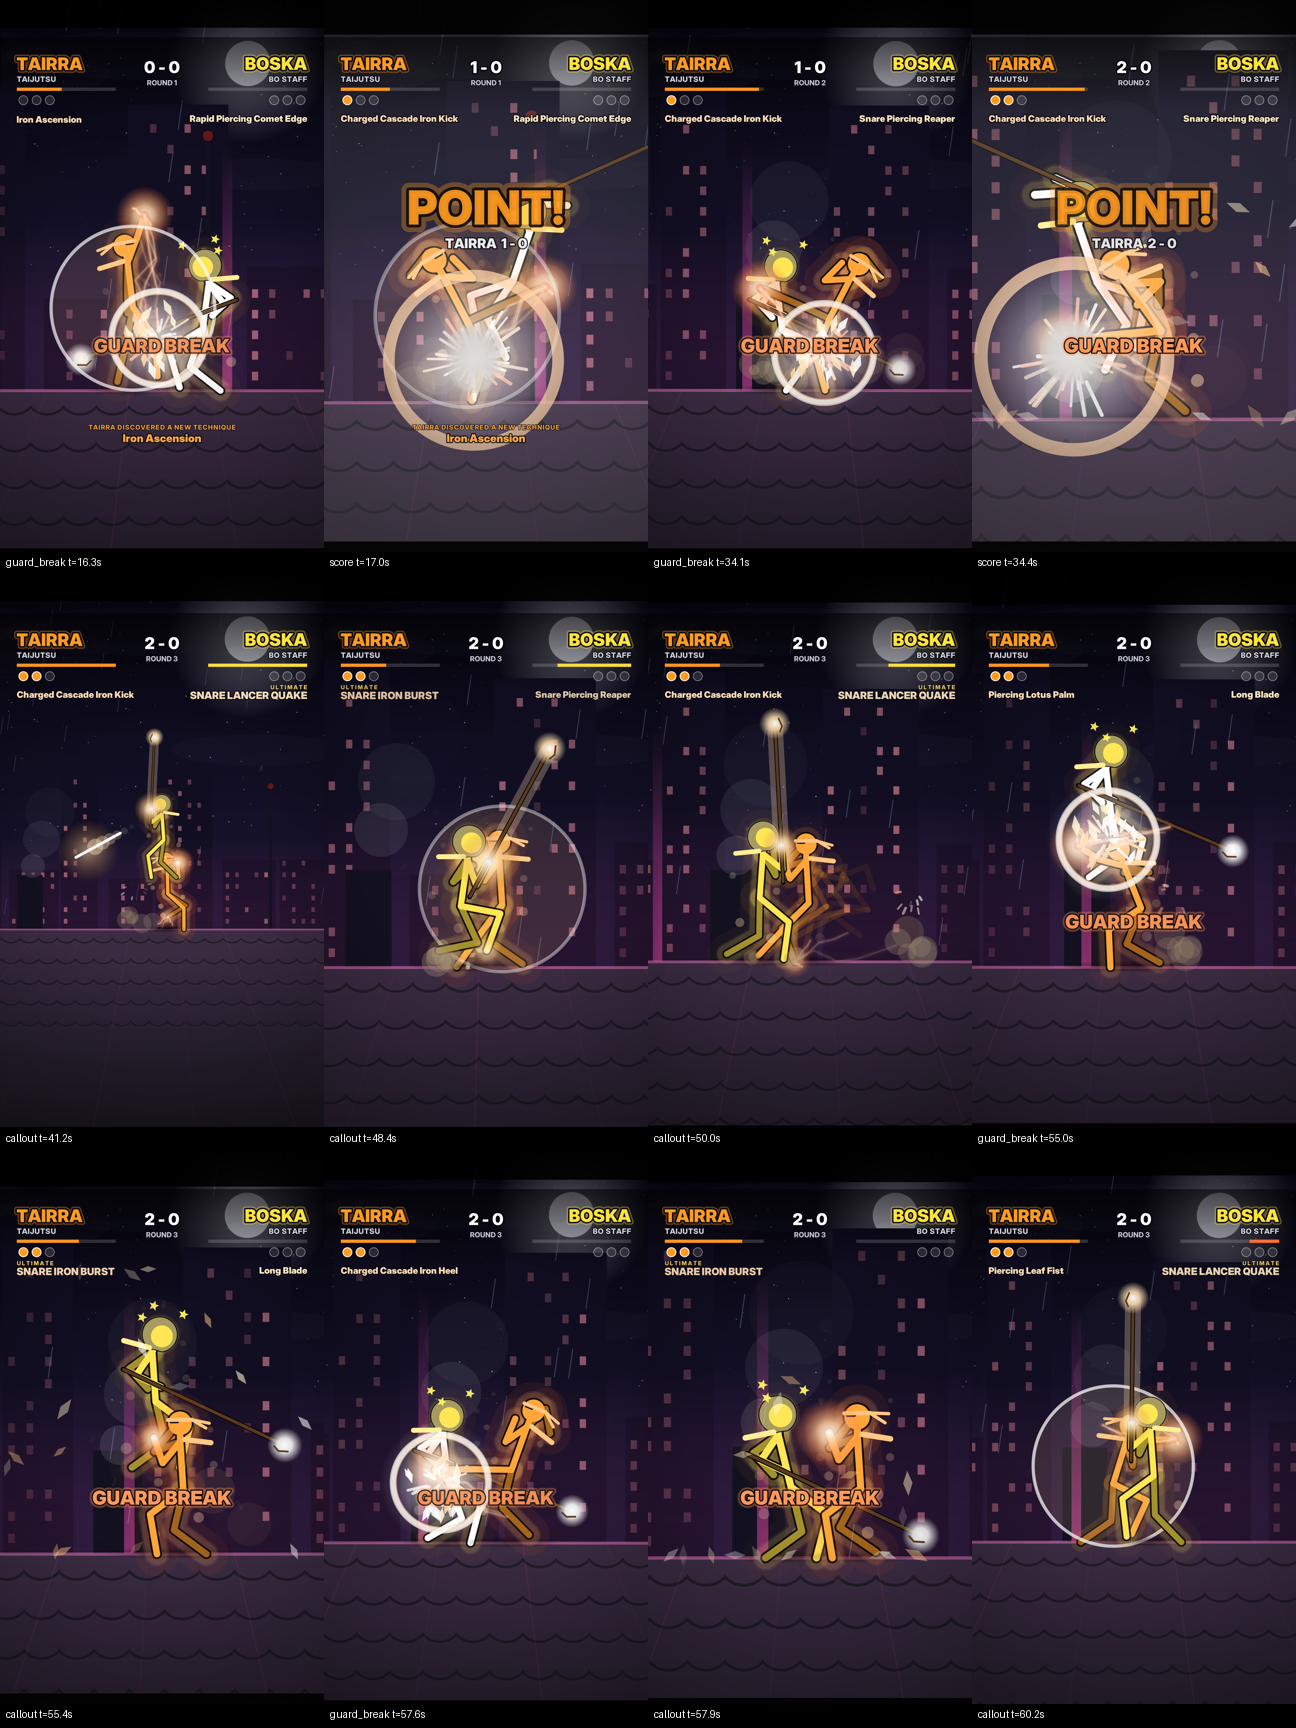 TAIRRA
TAIJUTSU
0-0
ROUND 1
BOSKA
BO STAFF
Iron Ascension
Rapid Piercing Comet Edge
GUARD BREAK
TAIRRA DISCOVERED A NEW TECHNIQUE
Iron Ascension
guard_break t=16.3s
TAIRRA
TAIJUTSU
1-0
ROUND 1
BOSKA
BO STAFF
Charged Cascade Iron Kick
Rapid Piercing Comet Edge
POINT!
TAIRRA 1-0
TAIRRA DISCOVERED A NEW TECHNIQUE
Iron Ascension
score t=17.0s
TAIRRA
TAIJUTSU
1-0
ROUND 2
BOSKA
BO STAFF
Charged Cascade Iron Kick
Snare Piercing Reaper
GUARD BREAK
guard_break t=34.1s
TAIRRA
TAIJUTSU
2-0
ROUND 2
BOSKA
BO STAFF
Charged Cascade Iron Kick
Snare Piercing Reaper
POINT!
TAIRRA 2-0
GUARD BREAK
score t=34.4s
TAIRRA
TAIJUTSU
2-0
ROUND 3
BOSKA
BO STAFF
Charged Cascade Iron Kick
ULTIMATE
SNARE LANCER QUAKE
callout t=41.2s
TAIRRA
TAIJUTSU
2-0
ROUND 3
BOSKA
BO STAFF
ULTIMATE
SNARE IRON BURST
Snare Piercing Reaper
callout t=48.4s
TAIRRA
TAIJUTSU
2-0
ROUND 3
BOSKA
BO STAFF
Charged Cascade Iron Kick
ULTIMATE
SNARE LANCER QUAKE
callout t=50.0s
TAIRRA
TAIJUTSU
2-0
ROUND 3
BOSKA
BO STAFF
Piercing Lotus Palm
Long Blade
GUARD BREAK
guard_break t=55.0s
TAIRRA
TAIJUTSU
2-0
ROUND 3
BOSKA
BO STAFF
ULTIMATE
SNARE IRON BURST
Long Blade
GUARD BREAK
callout t=55.4s
TAIRRA
TAIJUTSU
2-0
ROUND 3
BOSKA
BO STAFF
Charged Cascade Iron Heel
GUARD BREAK
guard_break t=57.6s
TAIRRA
TAIJUTSU
2-0
ROUND 3
BOSKA
BO STAFF
ULTIMATE
SNARE IRON BURST
GUARD BREAK
callout t=57.9s
TAIRRA
TAIJUTSU
2-0
ROUND 3
BOSKA
BO STAFF
Piercing Leaf Fist
ULTIMATE
SNARE LANCER QUAKE
callout t=60.2s